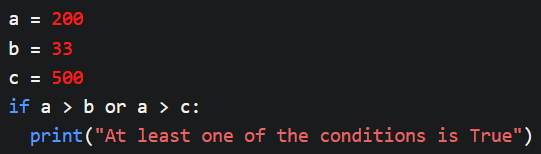 a = 200
b = 33
c = 500
if a > b or a > c:
  print("At least one of the conditions is True")